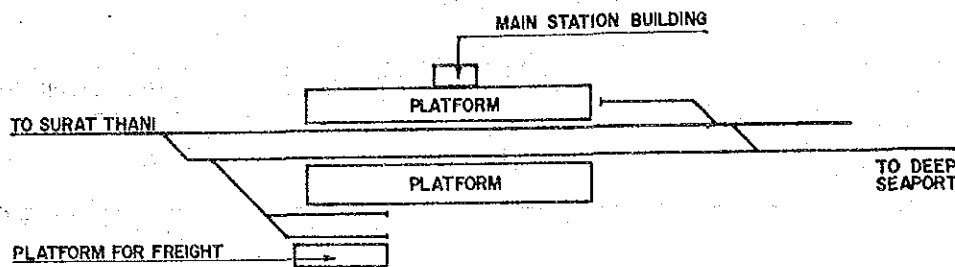 MAIN STATION BUILDING
PLATFORM
TO SURAT THANI
PLATFORM
TO DEEP
SEAPORT
PLATFORM FOR FREIGHT